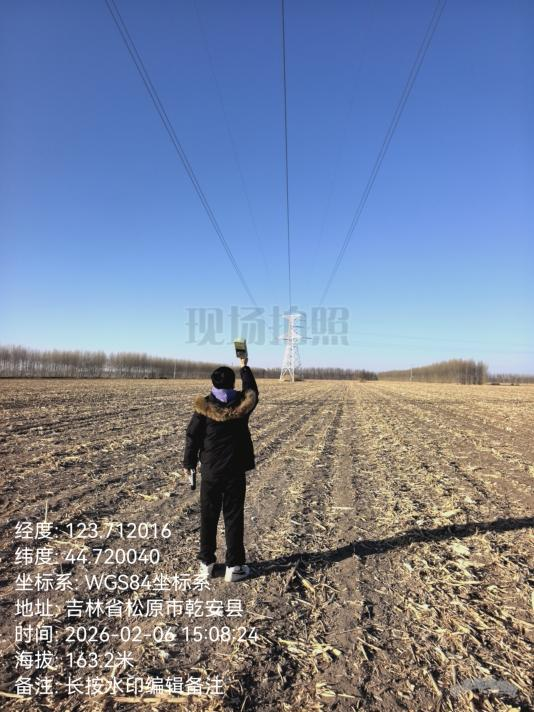 现场拍照
经度: 123.712016
纬度: 44.720040
坐标系: WGS84坐标系
地址: 吉林省松原市乾安县
时间: 2026-02-06 15:08:24
海拔: 163.2米
备注: 长按水印编辑备注